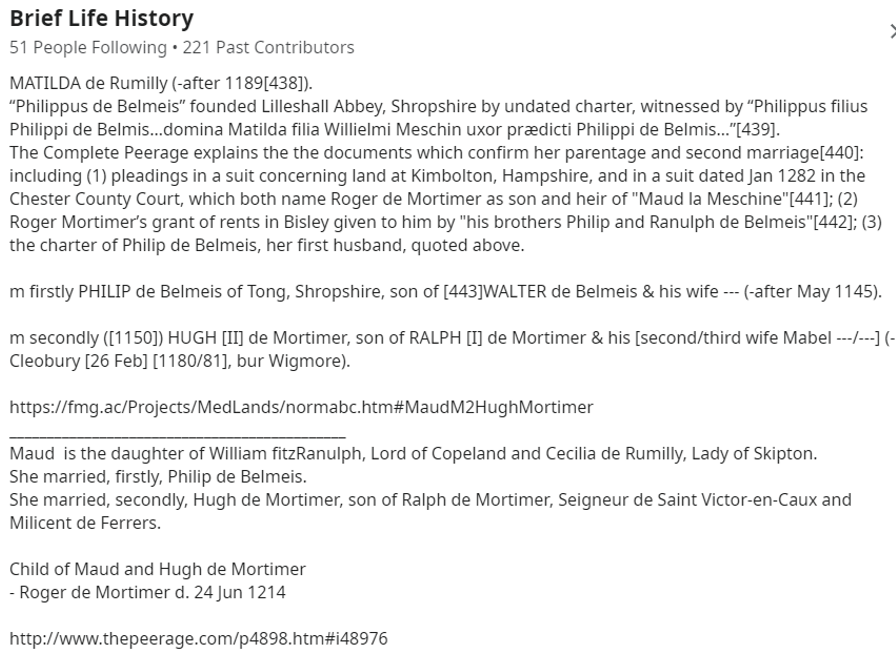 Brief Life History
51 People Following • 221 Past Contributors
MATILDA de Rumilly (-after 1189[438]).
“Philippus de Belmeis” founded Lilleshall Abbey, Shropshire by undated charter, witnessed by “Philippus filius
Philippi de Belmis...domina Matilda filia Willielmi Meschin uxor prædicti Philippi de Belmis...”[439].
The Complete Peerage explains the the documents which confirm her parentage and second marriage[440]:
including (1) pleadings in a suit concerning land at Kimbolton, Hampshire, and in a suit dated Jan 1282 in the
Chester County Court, which both name Roger de Mortimer as son and heir of "Maud la Meschine"[441]; (2)
Roger Mortimer’s grant of rents in Bisley given to him by "his brothers Philip and Ranulph de Belmeis"[442]; (3)
the charter of Philip de Belmeis, her first husband, quoted above.
m firstly PHILIP de Belmeis of Tong, Shropshire, son of [443]WALTER de Belmeis & his wife --- (-after May 1145).
m secondly ([1150]) HUGH [II] de Mortimer, son of RALPH [I] de Mortimer & his [second/third wife Mabel ---/---] (-
Cleobury [26 Feb] [1180/81], bur Wigmore).
https://fmg.ac/Projects/MedLands/normabc.htm#MaudM2HughMortimer
_____________________________________________
Maud  is the daughter of William fitzRanulph, Lord of Copeland and Cecilia de Rumilly, Lady of Skipton.
She married, firstly, Philip de Belmeis.
She married, secondly, Hugh de Mortimer, son of Ralph de Mortimer, Seigneur de Saint Victor-en-Caux and
Milicent de Ferrers.
Child of Maud and Hugh de Mortimer
- Roger de Mortimer d. 24 Jun 1214
http://www.thepeerage.com/p4898.htm#i48976